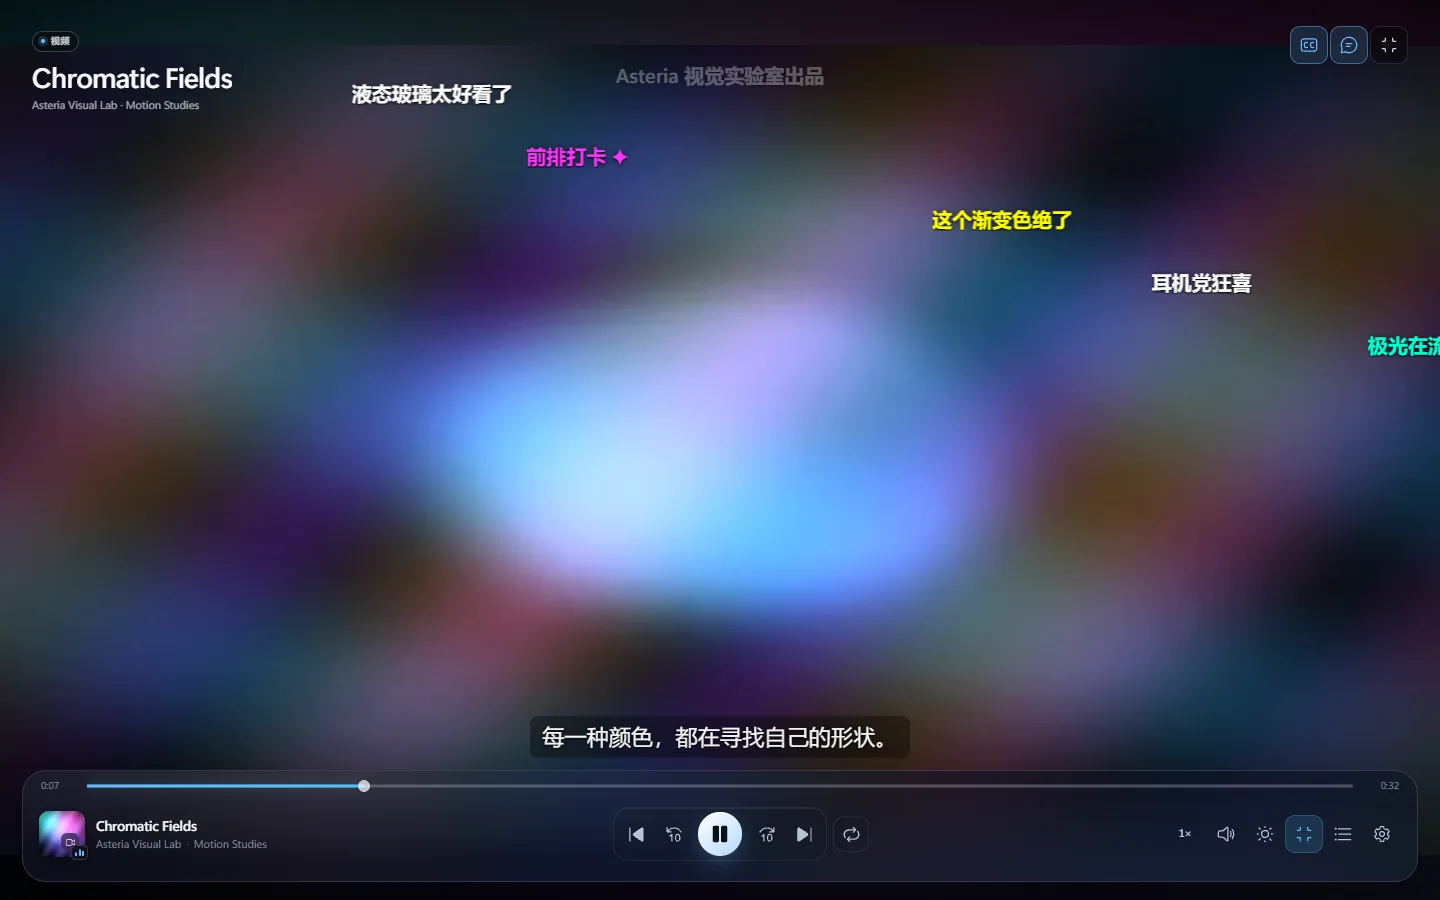 视频
Chromatic Fields
Asteria Visual Lab · Motion Studies
CC
Asteria 视觉实验室出品
液态玻璃太好看了
前排打卡 ✦
这个渐变色绝了
耳机党狂喜
极光在流
每一种颜色，都在寻找自己的形状。
0:07
0:32
Chromatic Fields
Asteria Visual Lab · Motion Studies
10
10
1×